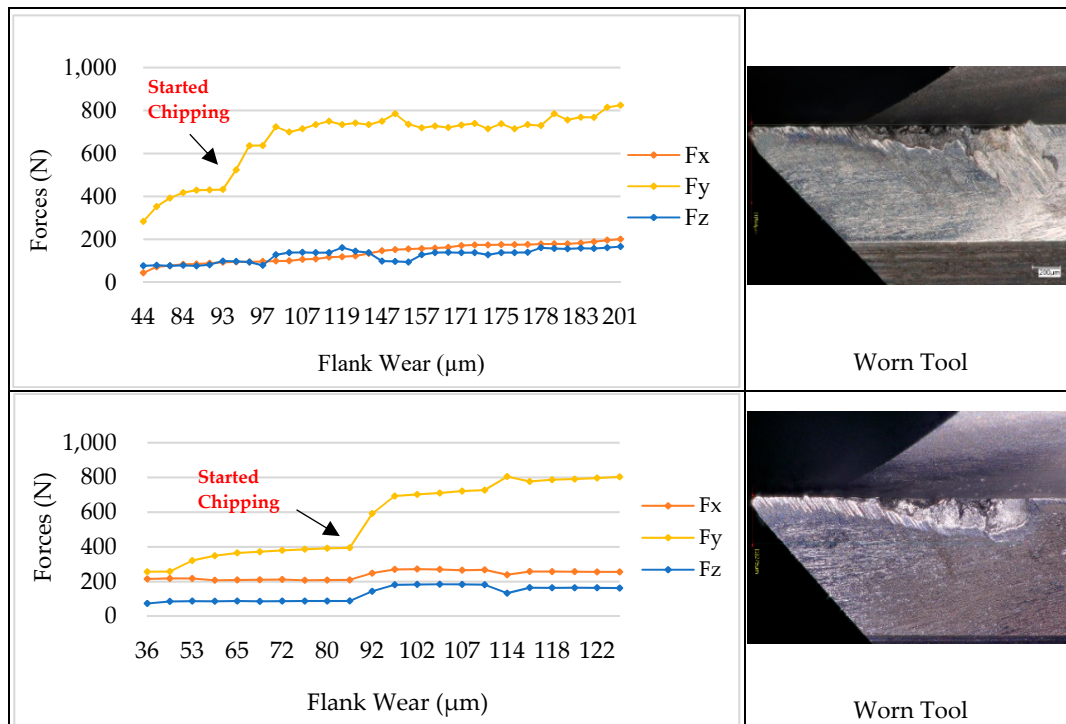 1,000
800
600
400
200
0
Forces (N)
Started
Chipping
Fx
Fy
Fz
44 84 93 97 107 119 147 157 171 175 178 183 201
Flank Wear (µm)
200µm
Worn Tool
1,000
800
600
400
200
0
Forces (N)
Started
Chipping
Fx
Fy
Fz
36 53 65 72 80 92 102 107 114 118 122
Flank Wear (µm)
Worn Tool